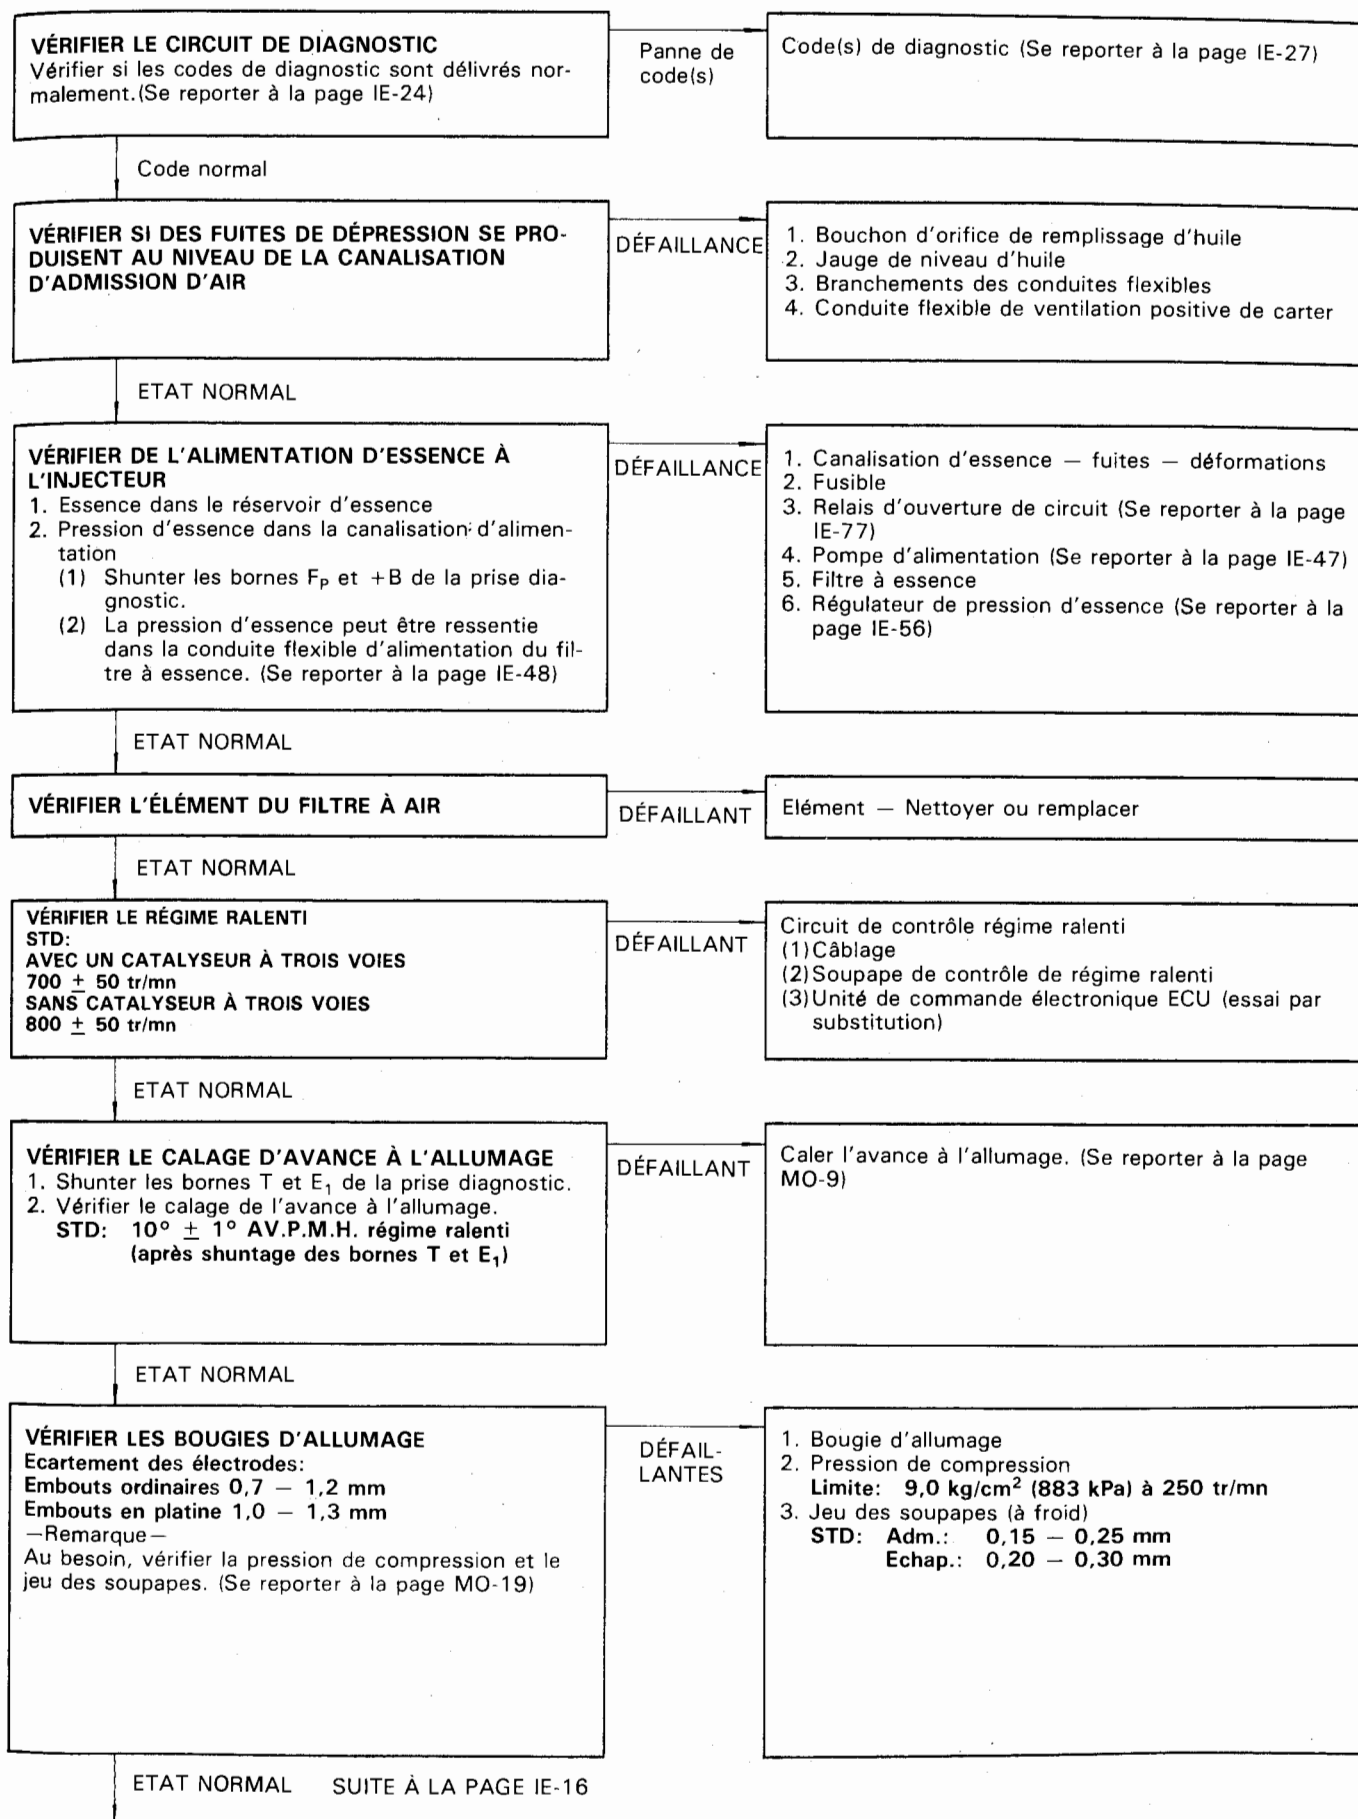 VÉRIFIER LE CIRCUIT DE DIAGNOSTIC
Vérifier si les codes de diagnostic sont délivrés nor-
malement.(Se reporter à la page IE-24)
Panne de
code(s)
Code(s) de diagnostic (Se reporter à la page IE-27)
Code normal
VÉRIFIER SI DES FUITES DE DÉPRESSION SE PRO-
DUISENT AU NIVEAU DE LA CANALISATION
D'ADMISSION D'AIR
DÉFAILLANCE
1. Bouchon d'orifice de remplissage d'huile
2. Jauge de niveau d'huile
3. Branchements des conduites flexibles
4. Conduite flexible de ventilation positive de carter
ETAT NORMAL
VÉRIFIER DE L'ALIMENTATION D'ESSENCE À
L'INJECTEUR
1. Essence dans le réservoir d'essence
2. Pression d'essence dans la canalisation d'alimen-
tation
(1) Shunter les bornes FP et +B de la prise dia-
gnostic.
(2) La pression d'essence peut être ressentie
dans la conduite flexible d'alimentation du fil-
tre à essence. (Se reporter à la page IE-48)
DÉFAILLANCE
1. Canalisation d'essence — fuites — déformations
2. Fusible
3. Relais d'ouverture de circuit (Se reporter à la page
IE-77)
4. Pompe d'alimentation (Se reporter à la page IE-47)
5. Filtre à essence
6. Régulateur de pression d'essence (Se reporter à la
page IE-56)
ETAT NORMAL
VÉRIFIER L'ÉLÉMENT DU FILTRE À AIR
DÉFAILLANT
Elément — Nettoyer ou remplacer
ETAT NORMAL
VÉRIFIER LE RÉGIME RALENTI
STD:
AVEC UN CATALYSEUR À TROIS VOIES
700 ± 50 tr/mn
SANS CATALYSEUR À TROIS VOIES
800 ± 50 tr/mn
DÉFAILLANT
Circuit de contrôle régime ralenti
(1)Câblage
(2)Soupape de contrôle de régime ralenti
(3)Unité de commande électronique ECU (essai par
substitution)
ETAT NORMAL
VÉRIFIER LE CALAGE D'AVANCE À L'ALLUMAGE
1. Shunter les bornes T et E₁ de la prise diagnostic.
2. Vérifier le calage de l'avance à l'allumage.
STD: 10° ± 1° AV.P.M.H. régime ralenti
(après shuntage des bornes T et E₁)
DÉFAILLANT
Caler l'avance à l'allumage. (Se reporter à la page
MO-9)
ETAT NORMAL
VÉRIFIER LES BOUGIES D'ALLUMAGE
Ecartement des électrodes:
Embouts ordinaires 0,7 — 1,2 mm
Embouts en platine 1,0 — 1,3 mm
—Remarque—
Au besoin, vérifier la pression de compression et le
jeu des soupapes. (Se reporter à la page MO-19)
DÉFAIL-
LANTES
1. Bougie d'allumage
2. Pression de compression
Limite: 9,0 kg/cm² (883 kPa) à 250 tr/mn
3. Jeu des soupapes (à froid)
STD: Adm.: 0,15 — 0,25 mm
Echap.: 0,20 — 0,30 mm
ETAT NORMAL SUITE À LA PAGE IE-16